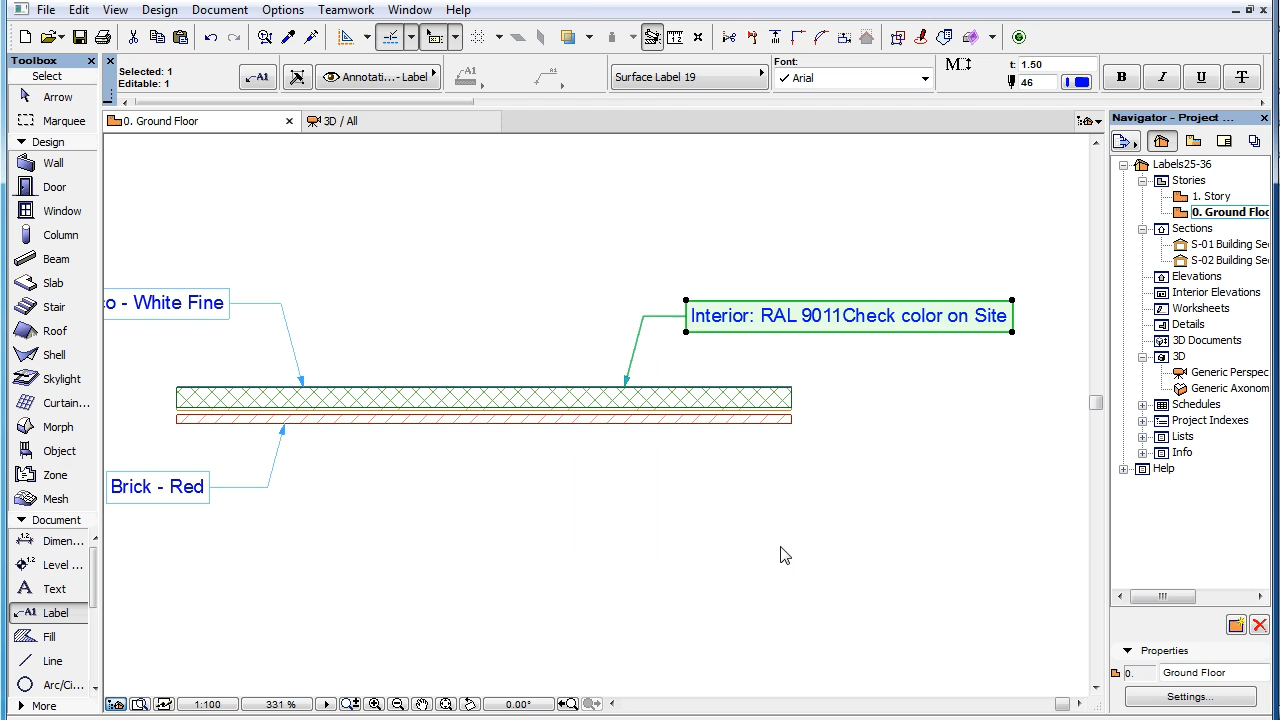 File Edit View Design Document Options Teamwork Window Help
Toolbox
Select
Arrow
Marquee
Design
Wall
Door
Window
Column
Beam
Slab
Stair
Roof
Shell
Skylight
Curtain...
Morph
Object
Zone
Mesh
Document
Dimen...
Level ...
Text
Label
Fill
Line
Arc/Ci...
More
Selected: 1
Editable: 1
Annotati...-Label
Surface Label 19
Font:
Arial
t: 1.50
46
B I U T
0. Ground Floor
3D / All
co - White Fine
Interior: RAL 9011Check color on Site
Brick - Red
1:100
331 %
0.00°
Navigator - Project ...
Labels25-36
Stories
1. Story
0. Ground Floo
Sections
S-01 Building Se
S-02 Building Se
Elevations
Interior Elevations
Worksheets
Details
3D Documents
3D
Generic Perspec
Generic Axonom
Schedules
Project Indexes
Lists
Info
Help
Properties
0. Ground Floor
Settings...